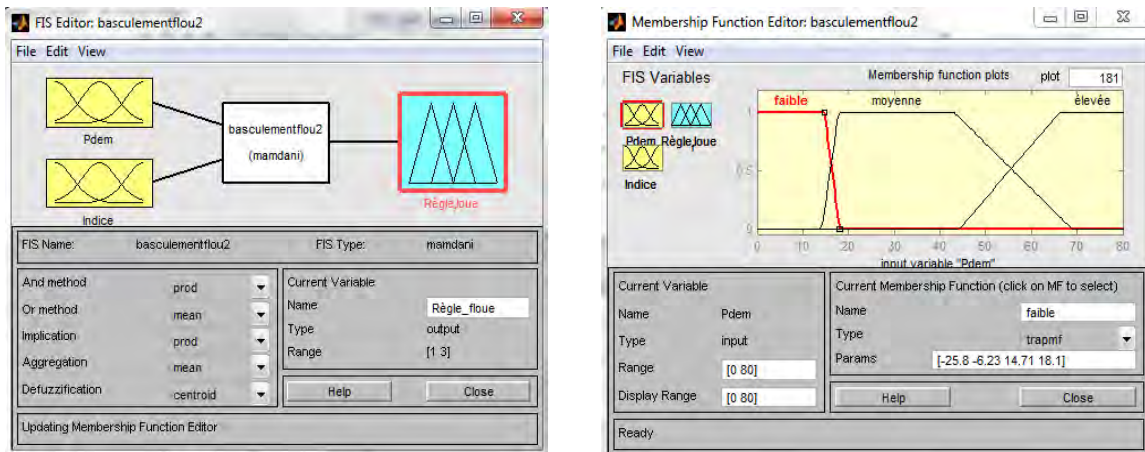 FIS Editor: basculementflou2
File Edit View
Pdem
Indice
basculementflou2
(mamdani)
Règle_floue
FIS Name: basculementflou2 FIS Type: mamdani
And method prod
Or method mean
Implication prod
Aggregation mean
Defuzzification centroid
Current Variable
Name Règle_floue
Type output
Range [1 3]
Help Close
Updating Membership Function Editor
Membership Function Editor: basculementflou2
File Edit View
FIS Variables
Membership function plots plot 181
Pdem Règle_floue
Indice
faible moyenne élevée
1
0.5
0
0 10 20 30 40 50 60 70 80
input variable "Pdem"
Current Variable
Name Pdem
Type input
Range [0 80]
Display Range [0 80]
Current Membership Function (click on MF to select)
Name faible
Type trapmf
Params [-25.8 -6.23 14.71 18.1]
Help Close
Ready